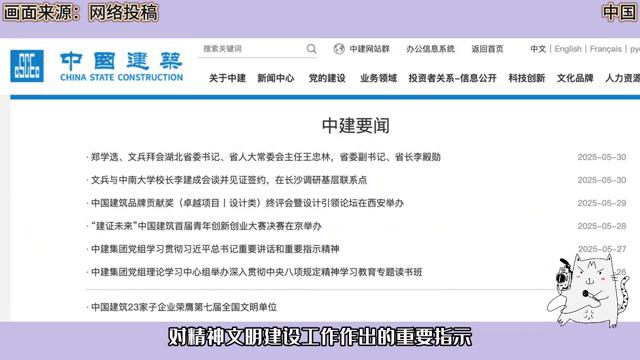 画面来源：网络投稿
中国
中國建築
CHINA STATE CONSTRUCTION
搜索关键词
中建网站群 办公信息系统 返回首页 中文 | English | Français |
关于中建 新闻中心 党的建设 业务领域 投资者关系-信息公开 科技创新 文化品牌 人力资源
中建要闻
· 郑学选、文兵拜会湖北省委书记、省人大常委会主任王忠林，省委副书记、省长李殿勋 2025-05-30
· 文兵与中南大学校长李建成会谈并见证签约，在长沙调研基层联系点 2025-05-30
· 中国建筑品牌贡献奖（卓越项目丨设计类）终评会暨设计引领论坛在西安举办 2025-05-29
· “建证未来”中国建筑首届青年创新创业大赛决赛在京举办 2025-05-28
· 中建集团党组学习贯彻习近平总书记重要讲话和重要指示精神 2025-05-27
· 中建集团党组理论学习中心组举办深入贯彻中央八项规定精神学习教育专题读书班
· 中国建筑23家子企业荣膺第七届全国文明单位
对精神文明建设工作作出的重要指示